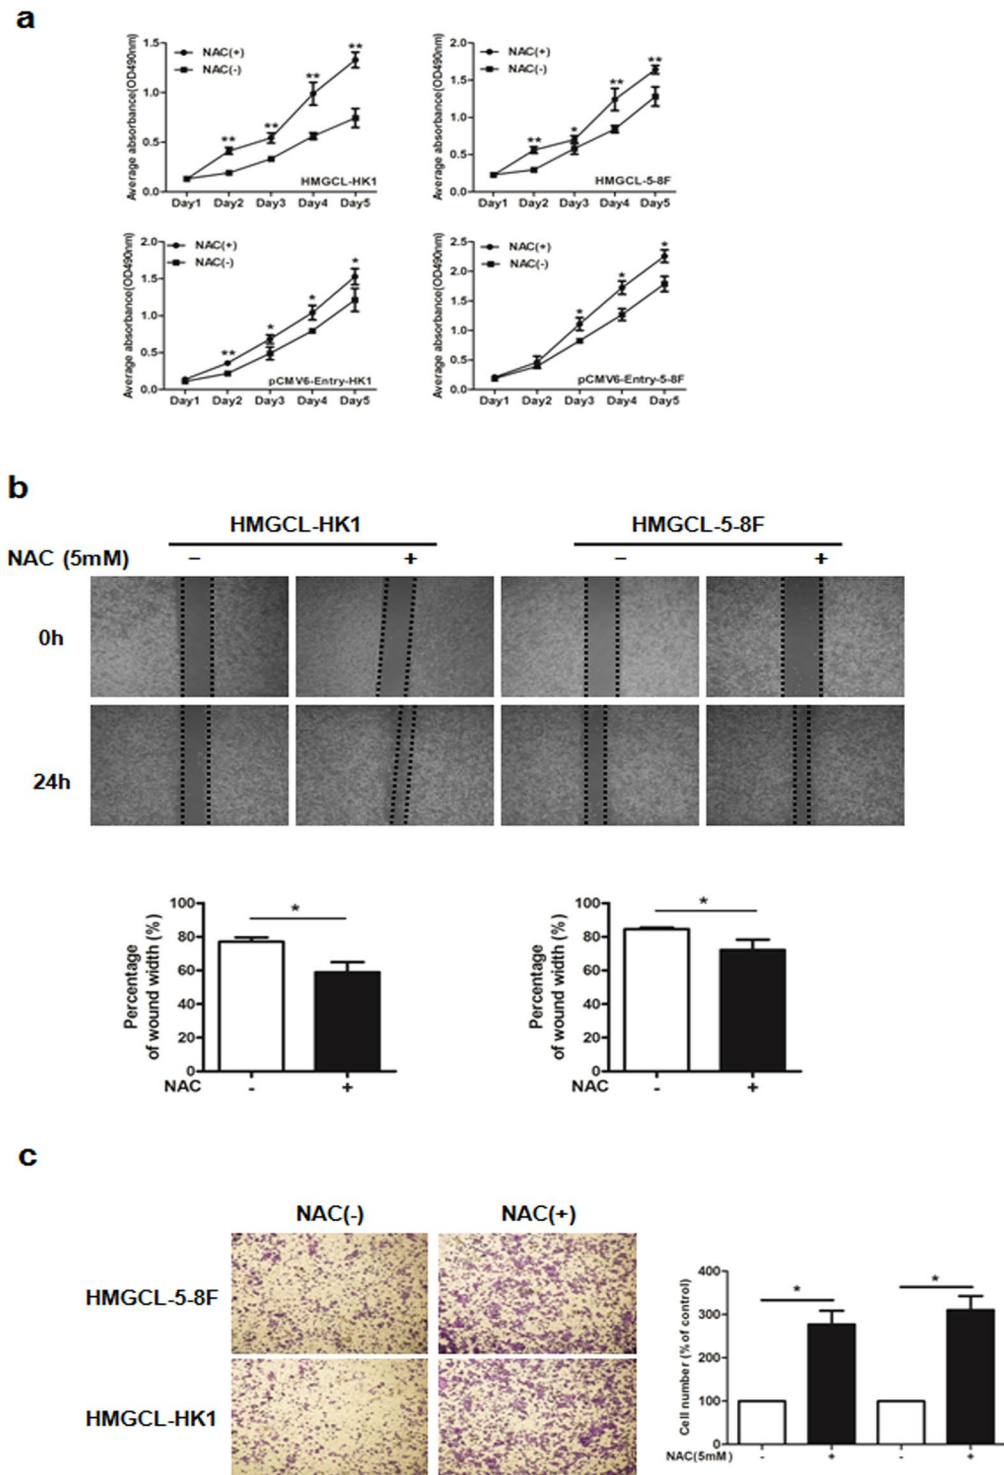 a
Average absorbance(OD490nm)
1.5
1.0
0.5
0.0
NAC(+)
NAC(-)
**
**
**
**
HMGCL-HK1
Day1 Day2 Day3 Day4 Day5
Average absorbance(OD490nm)
2.0
1.5
1.0
0.5
0.0
NAC(+)
NAC(-)
**
*
**
**
HMGCL-5-8F
Day1 Day2 Day3 Day4 Day5
Average absorbance(OD490nm)
2.0
1.5
1.0
0.5
0.0
NAC(+)
NAC(-)
**
*
*
*
pCMV6-Entry-HK1
Day1 Day2 Day3 Day4 Day5
Average absorbance(OD490nm)
2.5
2.0
1.5
1.0
0.5
0.0
NAC(+)
NAC(-)
*
*
*
pCMV6-Entry-5-8F
Day1 Day2 Day3 Day4 Day5
b
HMGCL-HK1 HMGCL-5-8F
NAC (5mM) − + − +
0h
24h
Percentage
of wound width (%)
100
80
60
40
20
0
*
NAC - +
Percentage
of wound width (%)
100
80
60
40
20
0
*
NAC - +
c
NAC(-) NAC(+)
HMGCL-5-8F
HMGCL-HK1
Cell number (% of control)
400
300
200
100
0
* *
NAC(5mM) - + - +